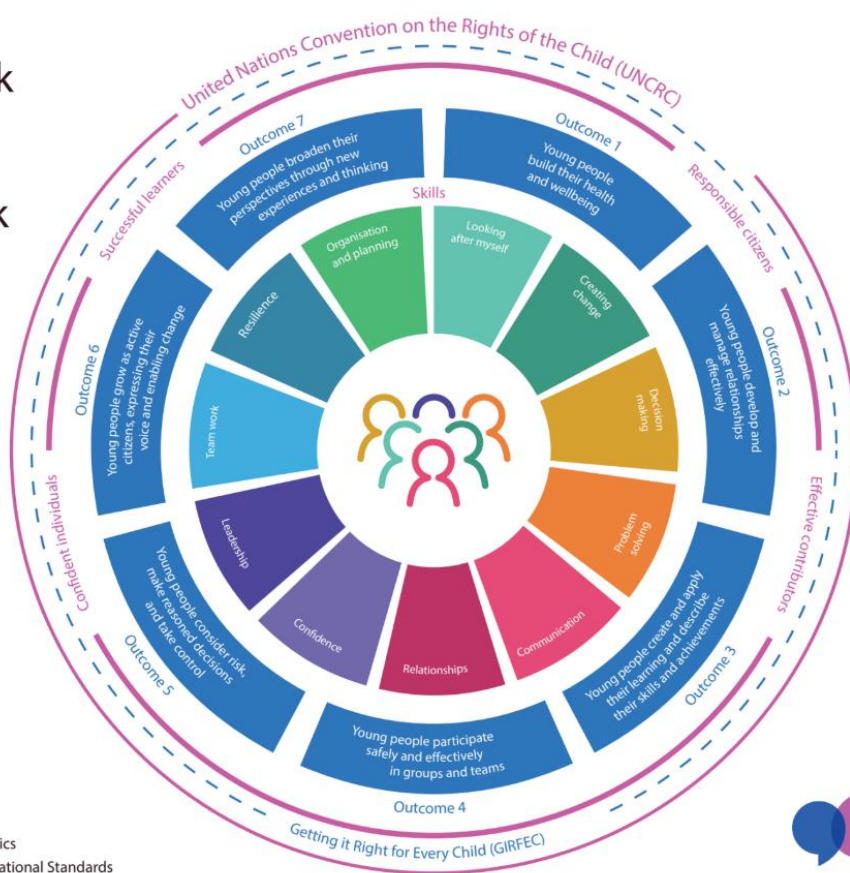 k
k
United Nations Convention on the Rights of the Child (UNCRC)
Successful learners
Responsible citizens
Effective contributors
Confident individuals
Getting it Right for Every Child (GIRFEC)
Outcome 1
Young people
build their health
and wellbeing
Outcome 2
Young people develop and
manage relationships
effectively
Outcome 3
Young people create and apply
their learning and describe
their skills and achievements
Outcome 4
Young people participate
safely and effectively
in groups and teams
Outcome 5
Young people consider risk,
make reasoned decisions
and take control
Outcome 6
Young people grow as active
citizens, expressing their
voice and enabling change
Outcome 7
Young people broaden their
perspectives through new
experiences and thinking
Skills
Looking
after myself
Creating
change
Decision
making
Problem
solving
Communication
Relationships
Confidence
Leadership
Team work
Resilience
Organisation
and planning
ics
ational Standards